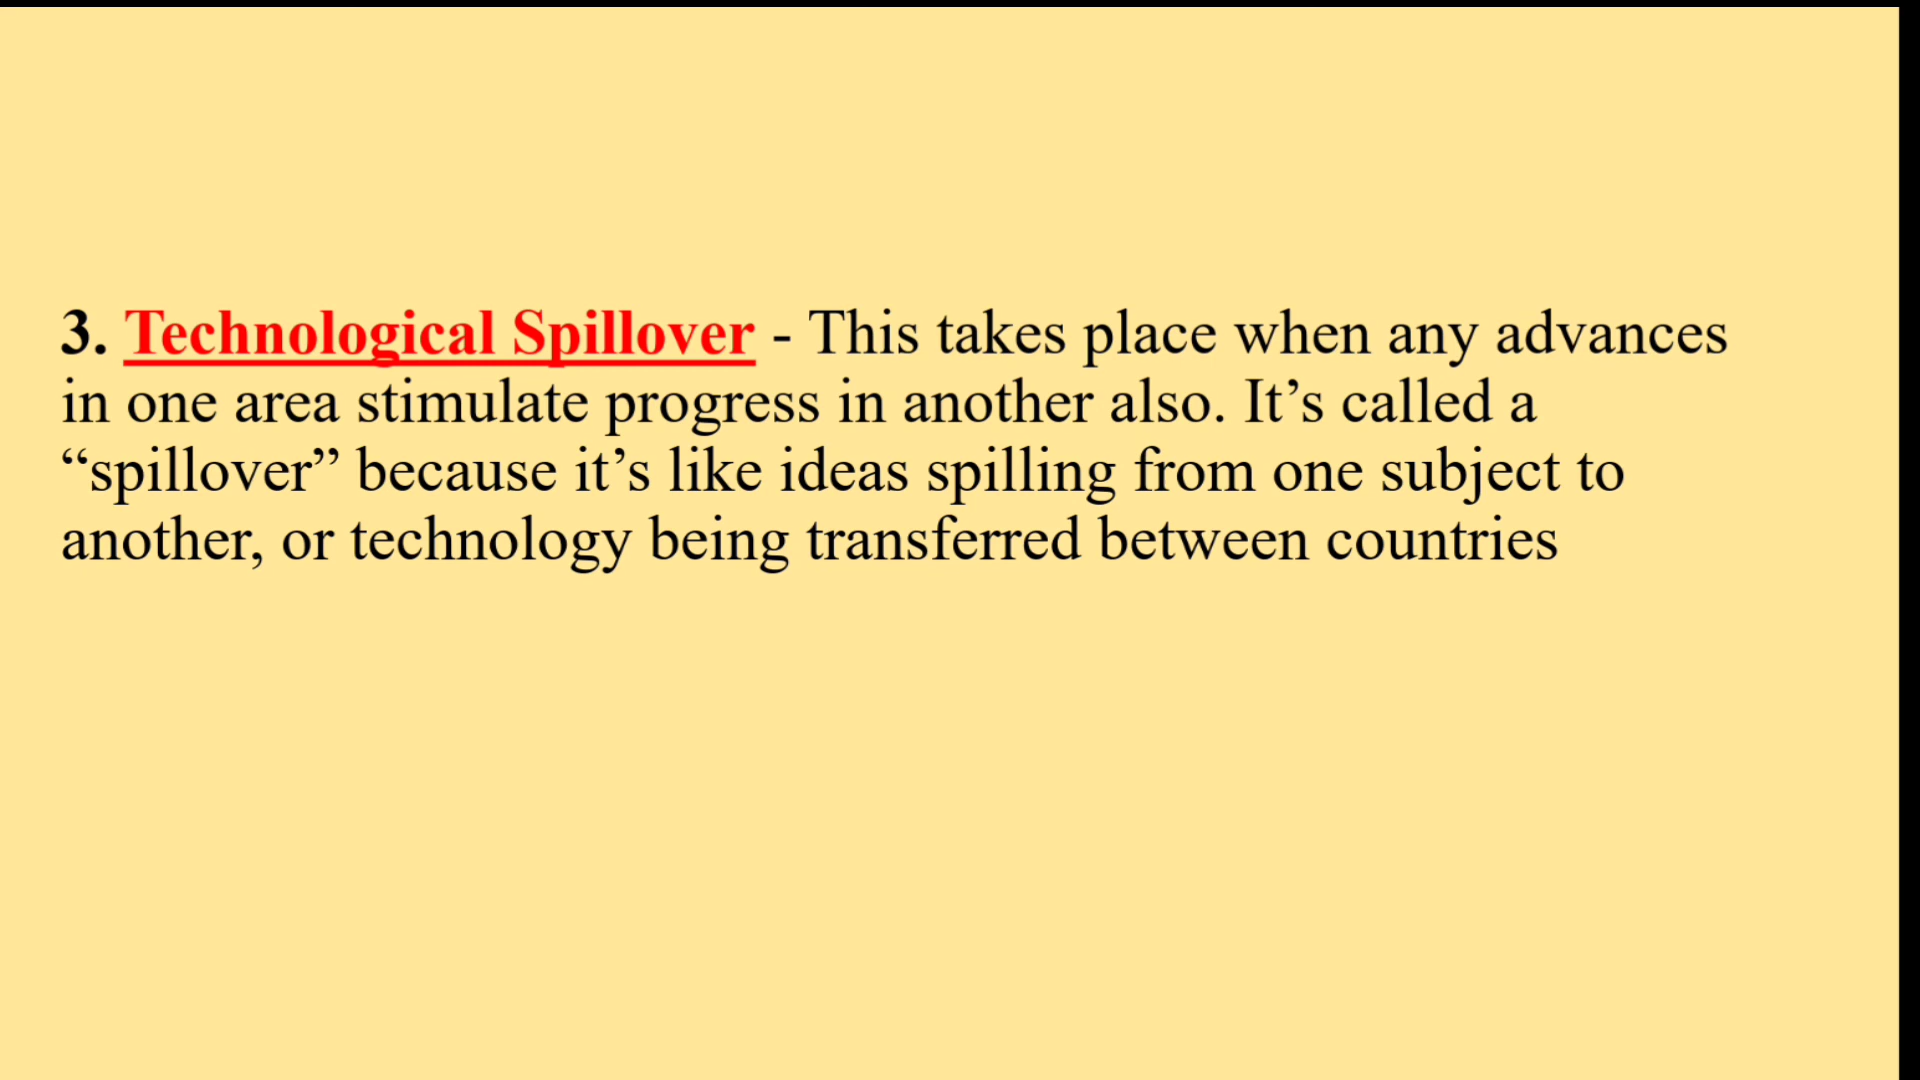 3. Technological Spillover - This takes place when any advances
in one area stimulate progress in another also. It’s called a
“spillover” because it’s like ideas spilling from one subject to
another, or technology being transferred between countries